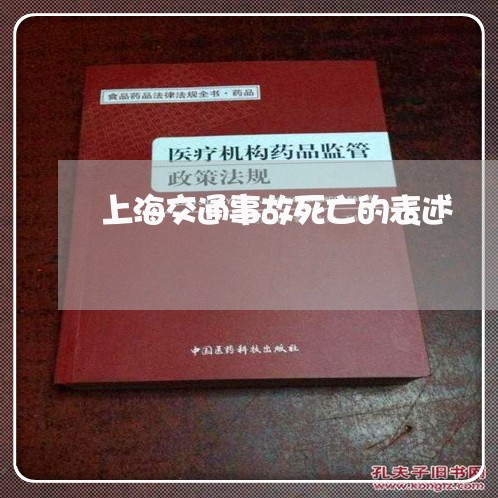 食品药品法律法规全书·药品
医疗机构药品监管
政策法规
上海交通事故死亡的表述
中国医药科技出版社
孔夫子旧书网
www.kongfz.com